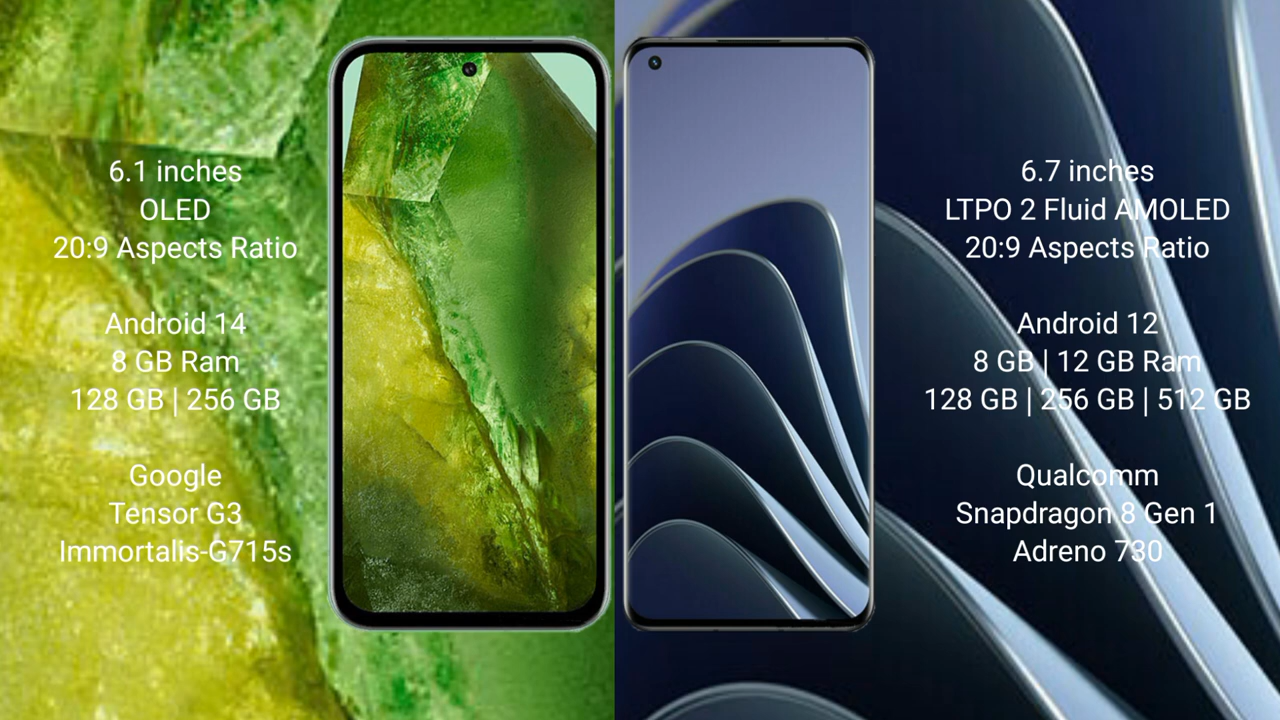 6.1 inches
OLED
20:9 Aspects Ratio
Android 14
8 GB Ram
128 GB | 256 GB
Google
Tensor G3
Immortalis-G715s
6.7 inches
LTPO 2 Fluid AMOLED
20:9 Aspects Ratio
Android 12
8 GB | 12 GB Ram
128 GB | 256 GB | 512 GB
Qualcomm
Snapdragon 8 Gen 1
Adreno 730